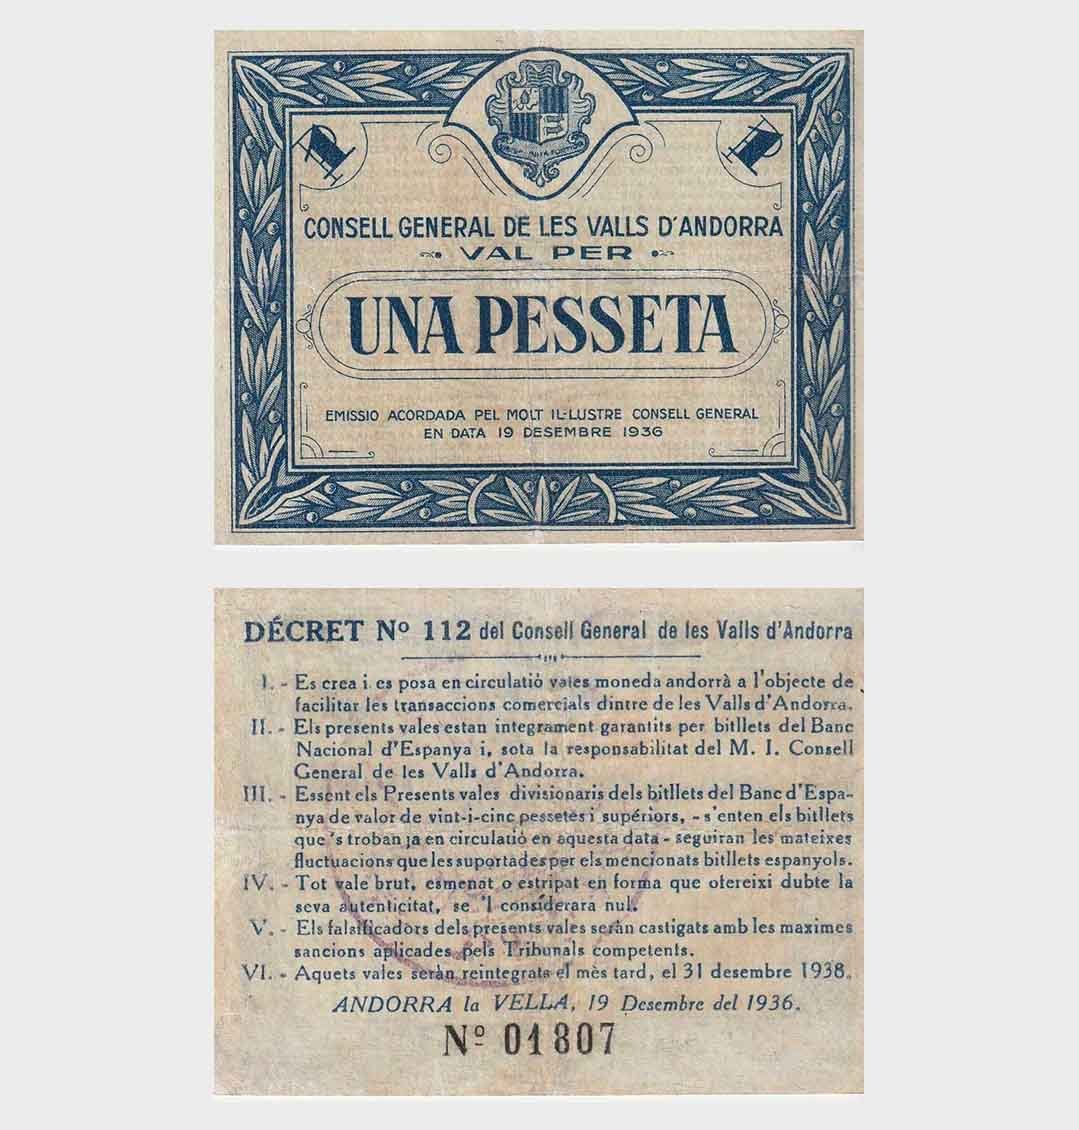 VIRTUS UNITA FORTIOR
CONSELL GENERAL DE LES VALLS D'ANDORRA
VAL PER
UNA PESSETA
EMISSIO ACORDADA PEL MOLT IL-LUSTRE CONSELL GENERAL
EN DATA 19 DESEMBRE 1936
DÉCRET Nº 112 del Consell General de les Valls d'Andorra
I. - Es crea i es posa en circulatió vales moneda andorrà a l'objecte de
facilitar les transaccions comercials dintre de les Valls d'Andorra.
II. - Els presents vales estan integrament garantits per bitllets del Banc
Nacional d'Espanya i, sota la responsabilitat del M. I. Consell
General de les Valls d'Andorra.
III. - Essent els Presents vales divisionaris dels bitllets del Banc d'Espa-
nya de valor de vint-i-cinc pessetes i supériors, - s'enten els bitllets
que 's troban ja en circulatió en aquesta data - seguiran les mateixes
fluctuacions que les suportades per els mencionats bitllets espanyols.
IV. - Tot vale brut, esmenat o estripat en forma que otereixi dubte la
seva autenticitat, se 'l considerara nul.
V. - Els falsificadors dels presents vales seràn castigats amb les maximes
sancions aplicades pels Tribunals competents.
VI. - Aquets vales seràn reintegrats el mès tard, el 31 desembre 1938.
ANDORRA la VELLA, 19 Desembre del 1936.
Nº 01807